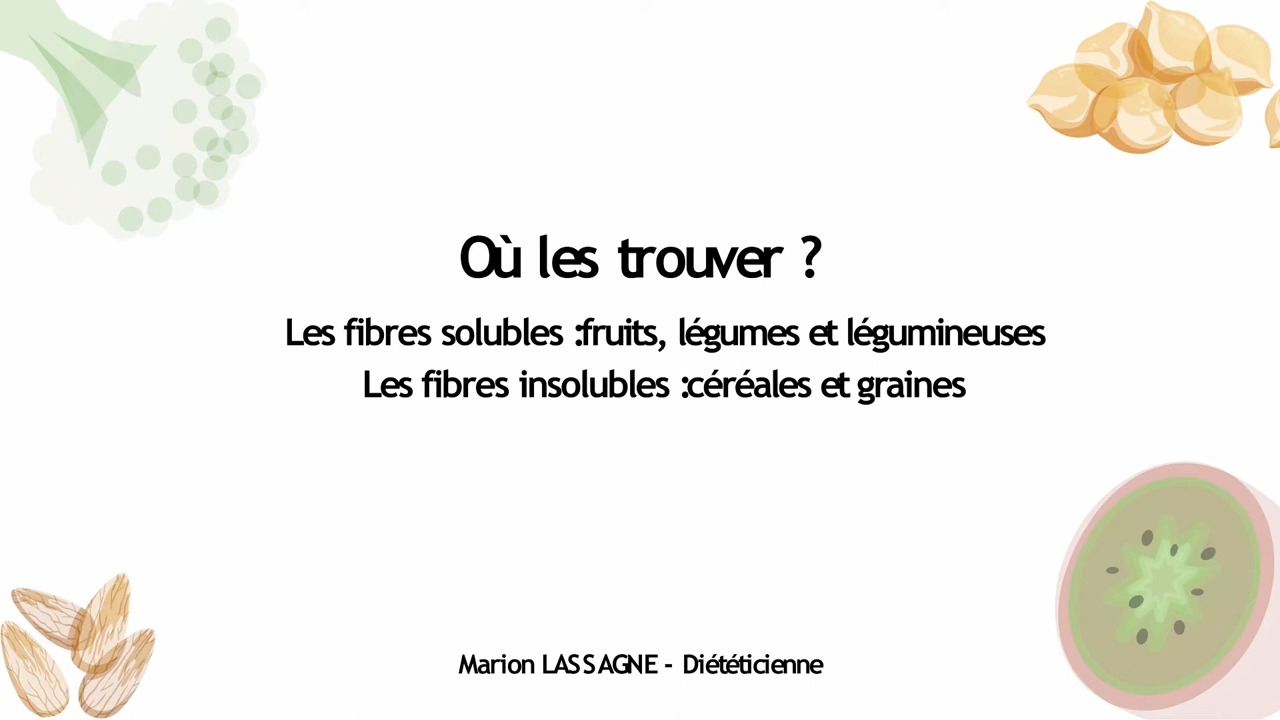 Où les trouver ?
Les fibres solubles :fruits, légumes et légumineuses
Les fibres insolubles :céréales et graines
Marion LASSAGNE - Diététicienne